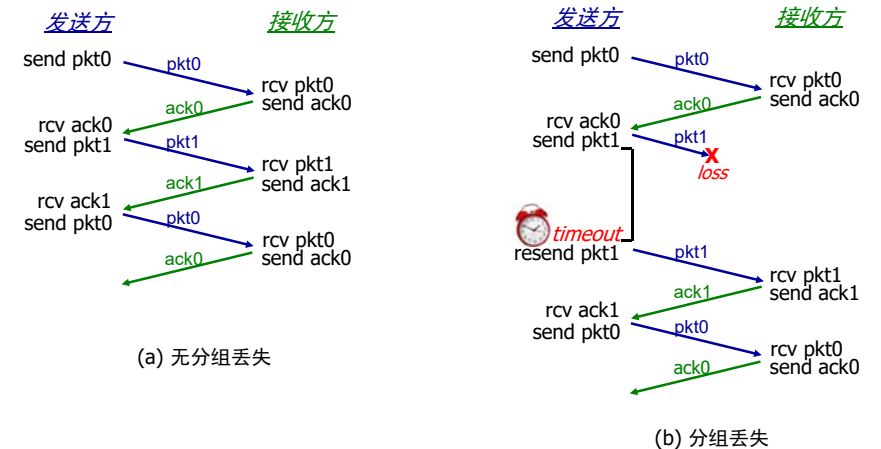 发送方
接收方
send pkt0
pkt0
rcv pkt0
send ack0
ack0
rcv ack0
send pkt1
pkt1
rcv pkt1
send ack1
ack1
rcv ack1
send pkt0
pkt0
rcv pkt0
send ack0
ack0
(a) 无分组丢失
发送方
接收方
send pkt0
pkt0
rcv pkt0
send ack0
ack0
rcv ack0
send pkt1
pkt1
X
loss
timeout
resend pkt1
pkt1
rcv pkt1
send ack1
ack1
rcv ack1
send pkt0
pkt0
rcv pkt0
send ack0
ack0
(b) 分组丢失